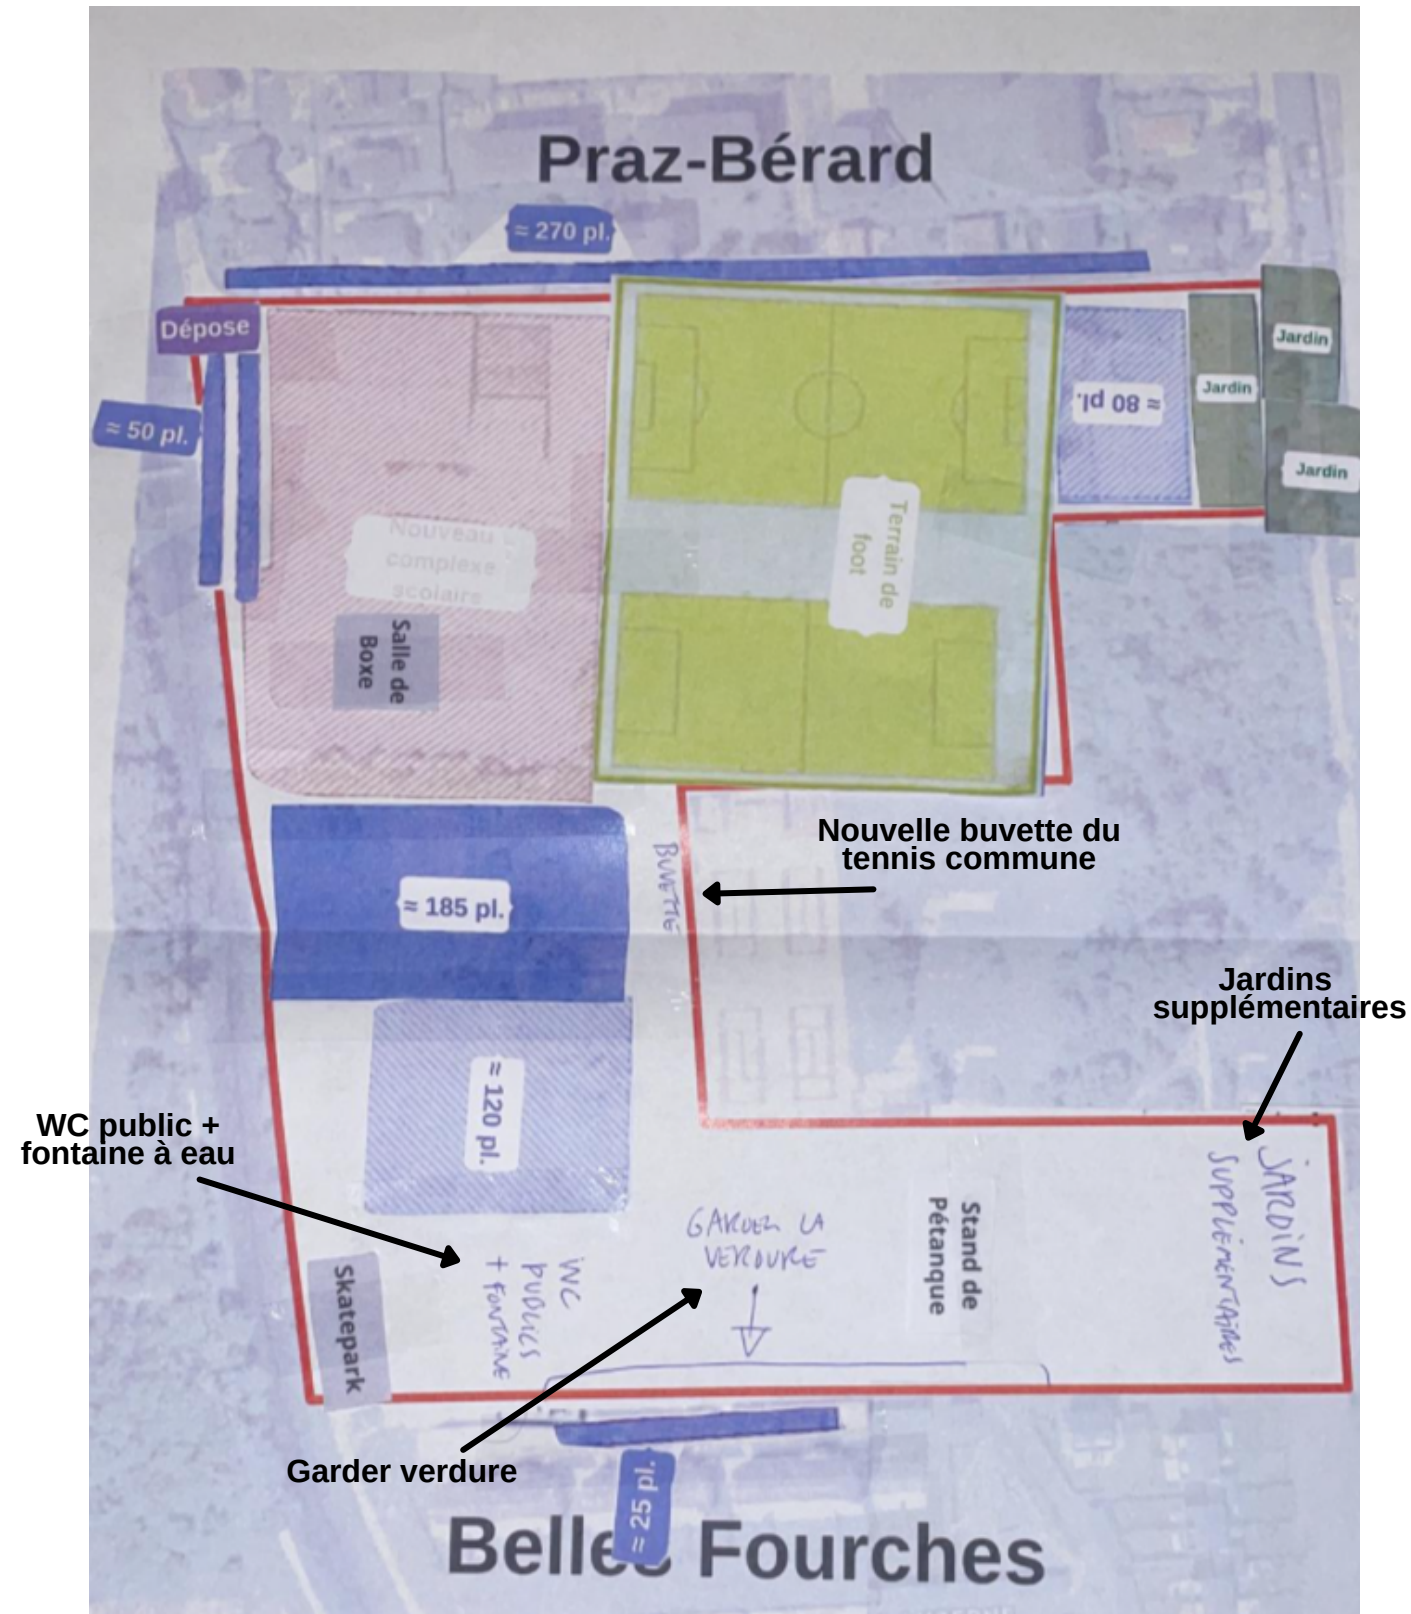 Praz-Bérard
≈ 270 pl.
Dépose
≈ 50 pl.
≈ 80 pl.
Jardin
Jardin
Jardin
Nouveau
complexe
scolaire
Terrain de
foot
Salle de
Boxe
Nouvelle buvette du
tennis commune
BUVETTE
≈ 185 pl.
Jardins
supplémentaires
≈ 120 pl.
WC public +
fontaine à eau
JARDINS
SUPPLÉMENTAIRES
GARDER LA
VERDURE
Stand de
Pétanque
WC
PUBLICS
+ FONTAINE
Skatepark
Garder verdure
≈ 25 pl.
Belles Fourches